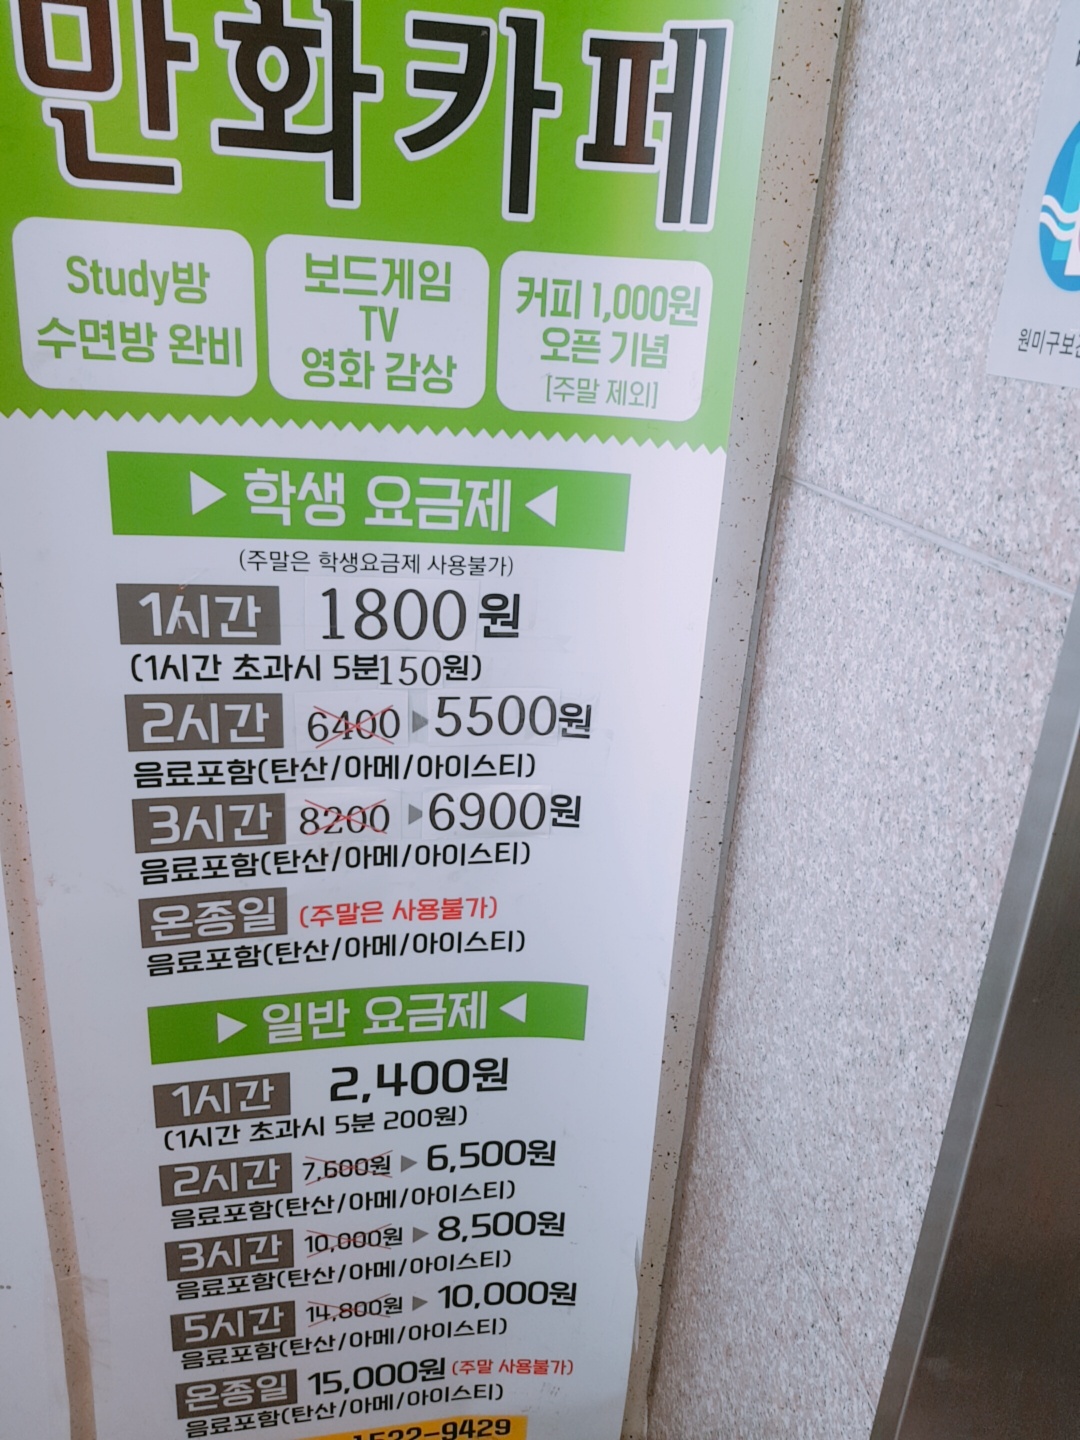 만화카페
Study방
수면방 완비
보드게임
TV
영화 감상
커피 1,000원
오픈 기념
[주말 제외]
▶ 학생 요금제 ◀
(주말은 학생요금제 사용불가)
1시간 1800원
(1시간 초과시 5분150원)
2시간 6400 ▶ 5500원
음료포함(탄산/아메/아이스티)
3시간 8200 ▶ 6900원
음료포함(탄산/아메/아이스티)
온종일 (주말은 사용불가)
음료포함(탄산/아메/아이스티)
▶ 일반 요금제 ◀
1시간 2,400원
(1시간 초과시 5분 200원)
2시간 7,600원 ▶ 6,500원
음료포함(탄산/아메/아이스티)
3시간 10,000원 ▶ 8,500원
음료포함(탄산/아메/아이스티)
5시간 14,800원 ▶ 10,000원
음료포함(탄산/아메/아이스티)
온종일 15,000원 (주말 사용불가)
음료포함(탄산/아메/아이스티)
1522-9429
원미구보건